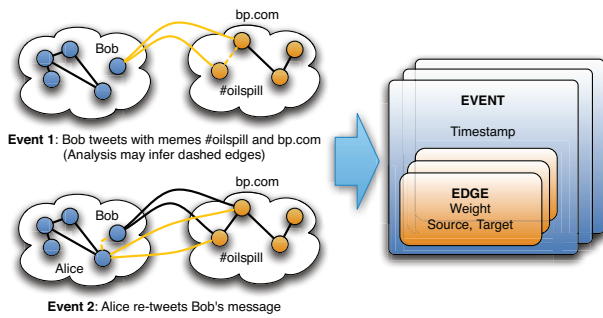 bp.com
Bob
#oilspill
Event 1: Bob tweets with memes #oilspill and bp.com
(Analysis may infer dashed edges)
bp.com
Bob
#oilspill
Alice
Event 2: Alice re-tweets Bob's message
EVENT
Timestamp
EDGE
Weight
Source, Target